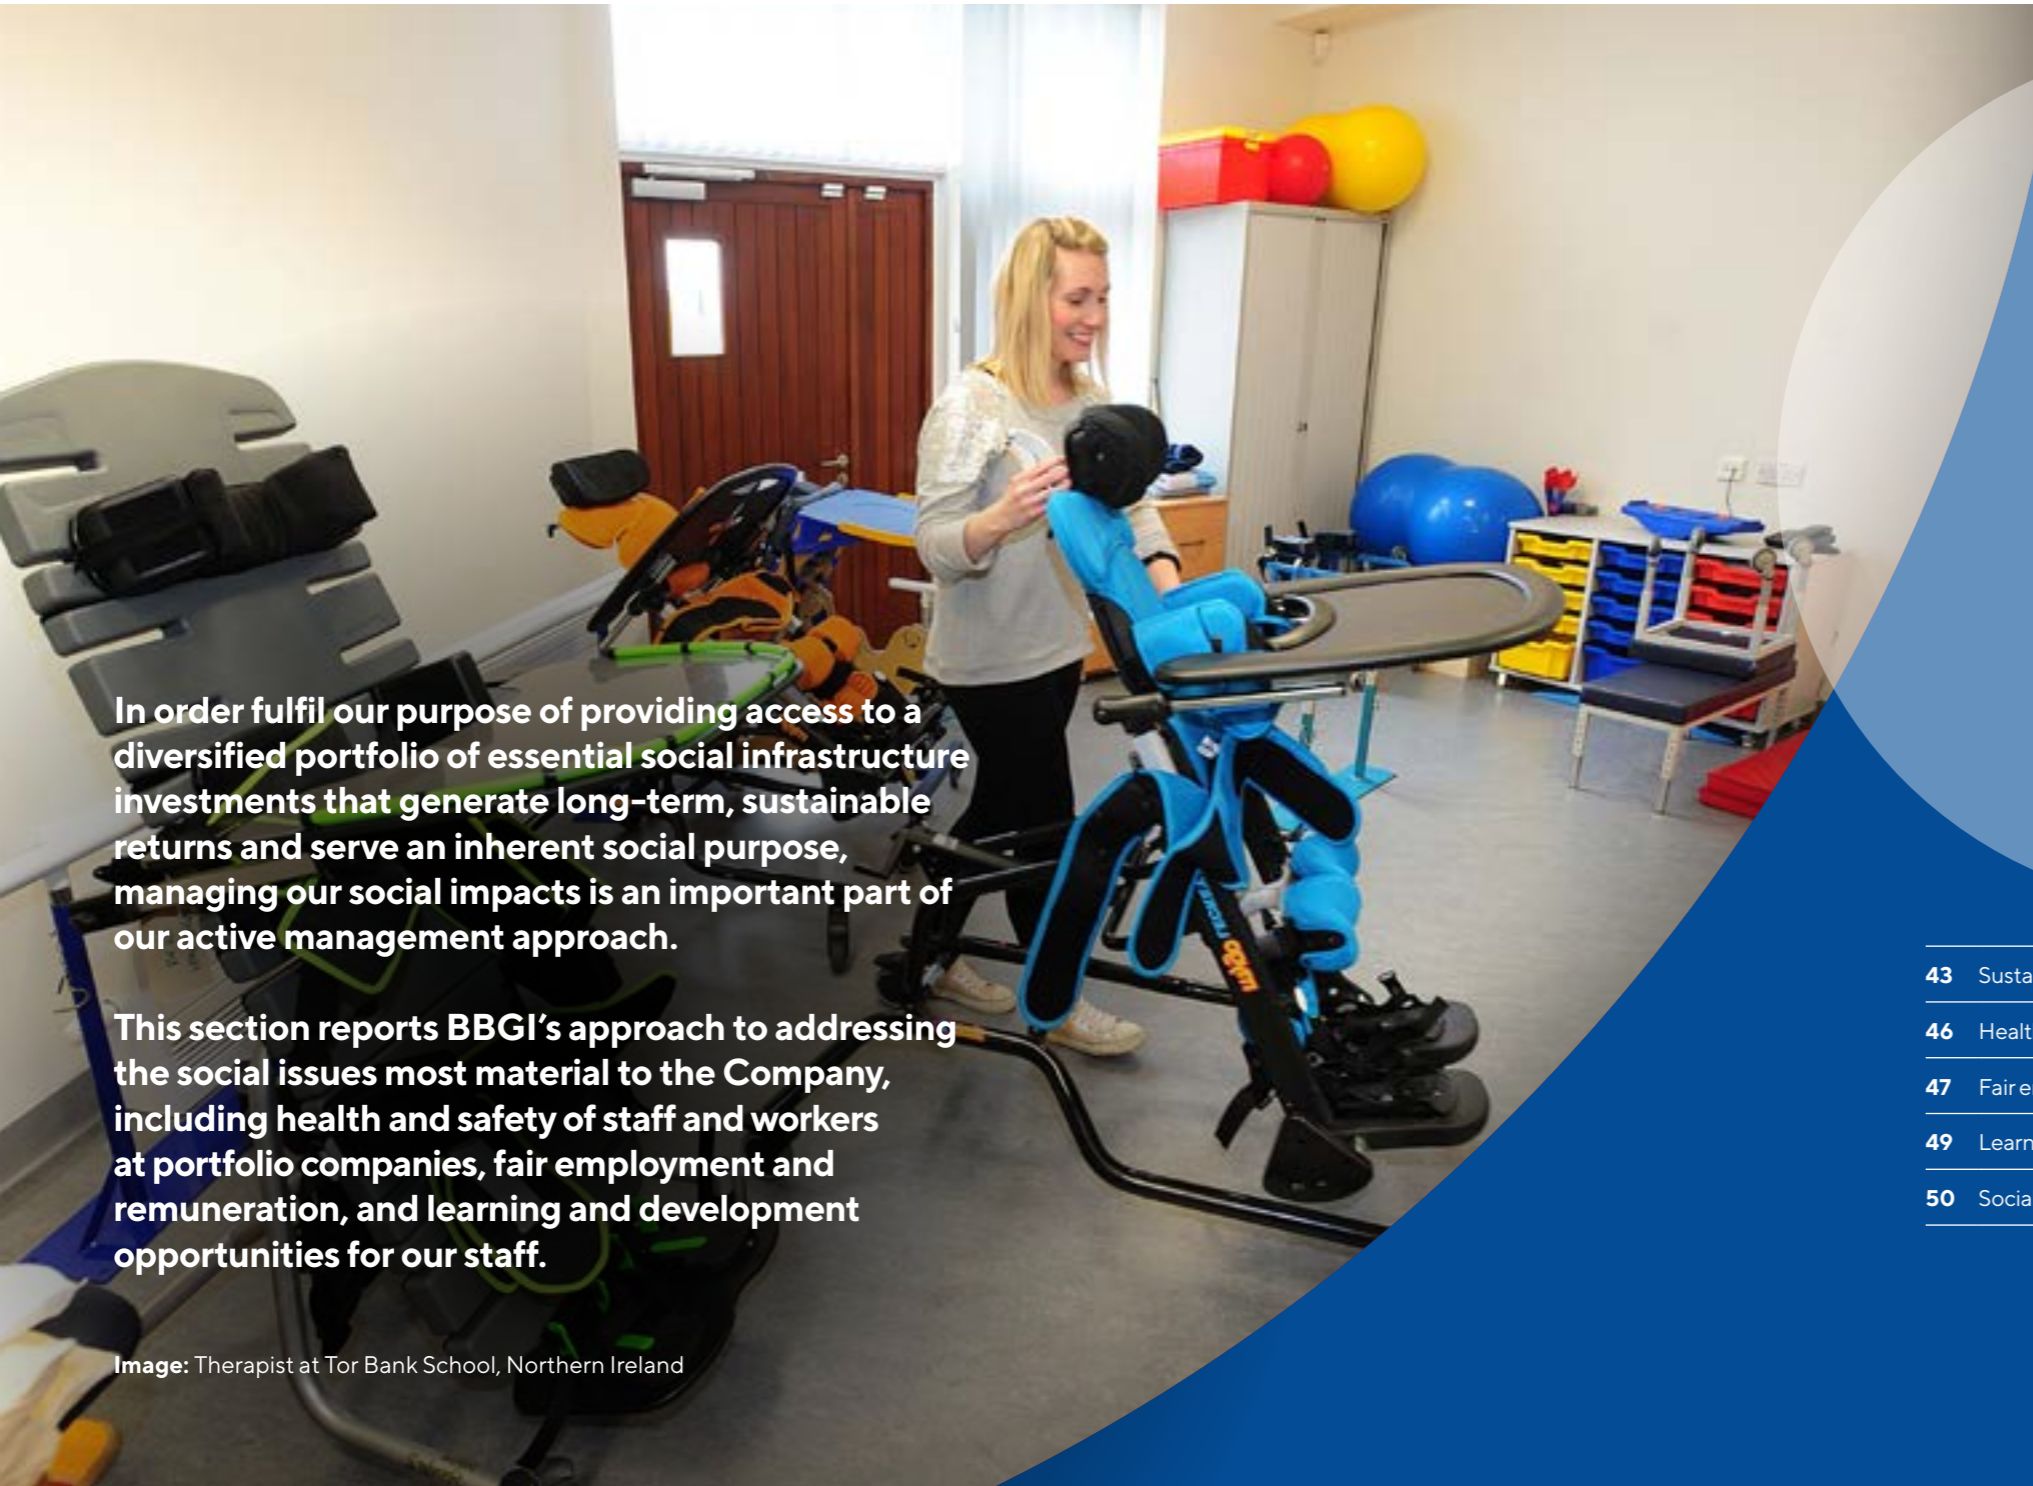 In order fulfil our purpose of providing access to a
diversified portfolio of essential social infrastructure
investments that generate long-term, sustainable
returns and serve an inherent social purpose,
managing our social impacts is an important part of
our active management approach.
This section reports BBGI’s approach to addressing
the social issues most material to the Company,
including health and safety of staff and workers
at portfolio companies, fair employment and
remuneration, and learning and development
opportunities for our staff.
Image: Therapist at Tor Bank School, Northern Ireland
43 Susta
46 Healt
47 Fair e
49 Learn
50 Socia